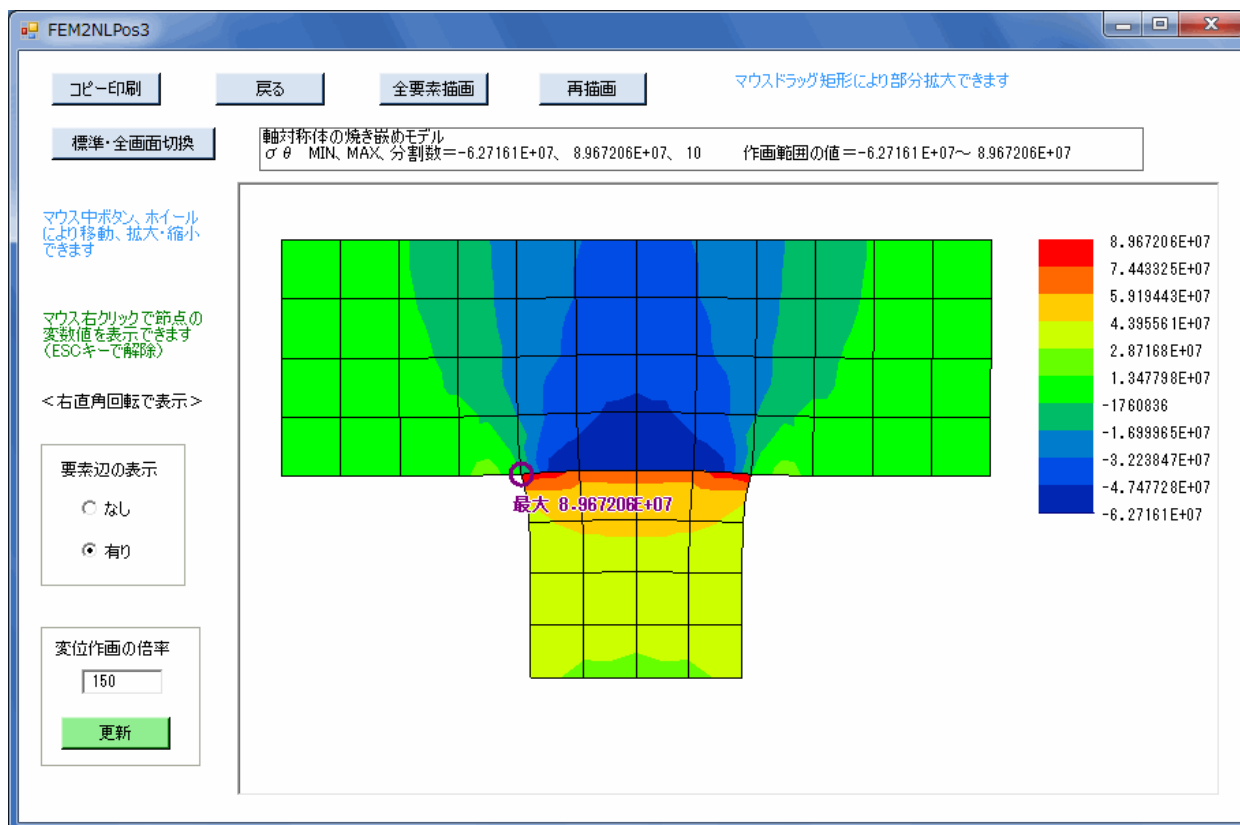 FEM2NLPos3
コピー印刷
戻る
全要素描画
再描画
マウスドラッグ矩形により部分拡大できます
標準・全画面切換
軸対称体の焼き嵌めモデル
σθ MIN、MAX、分割数＝-6.27161E+07、 8.967206E+07、 10 作画範囲の値＝-6.27161E+07～ 8.967206E+07
マウス中ボタン、ホイール
により移動、拡大・縮小
できます
マウス右クリックで節点の
変数値を表示できます
(ESCキーで解除)
＜右直角回転で表示＞
要素辺の表示
なし
有り
変位作画の倍率
150
更新
最大 8.967206E+07
8.967206E+07
7.443325E+07
5.919443E+07
4.395561E+07
2.87168E+07
1.347798E+07
-1760836
-1.699965E+07
-3.223847E+07
-4.747728E+07
-6.27161E+07